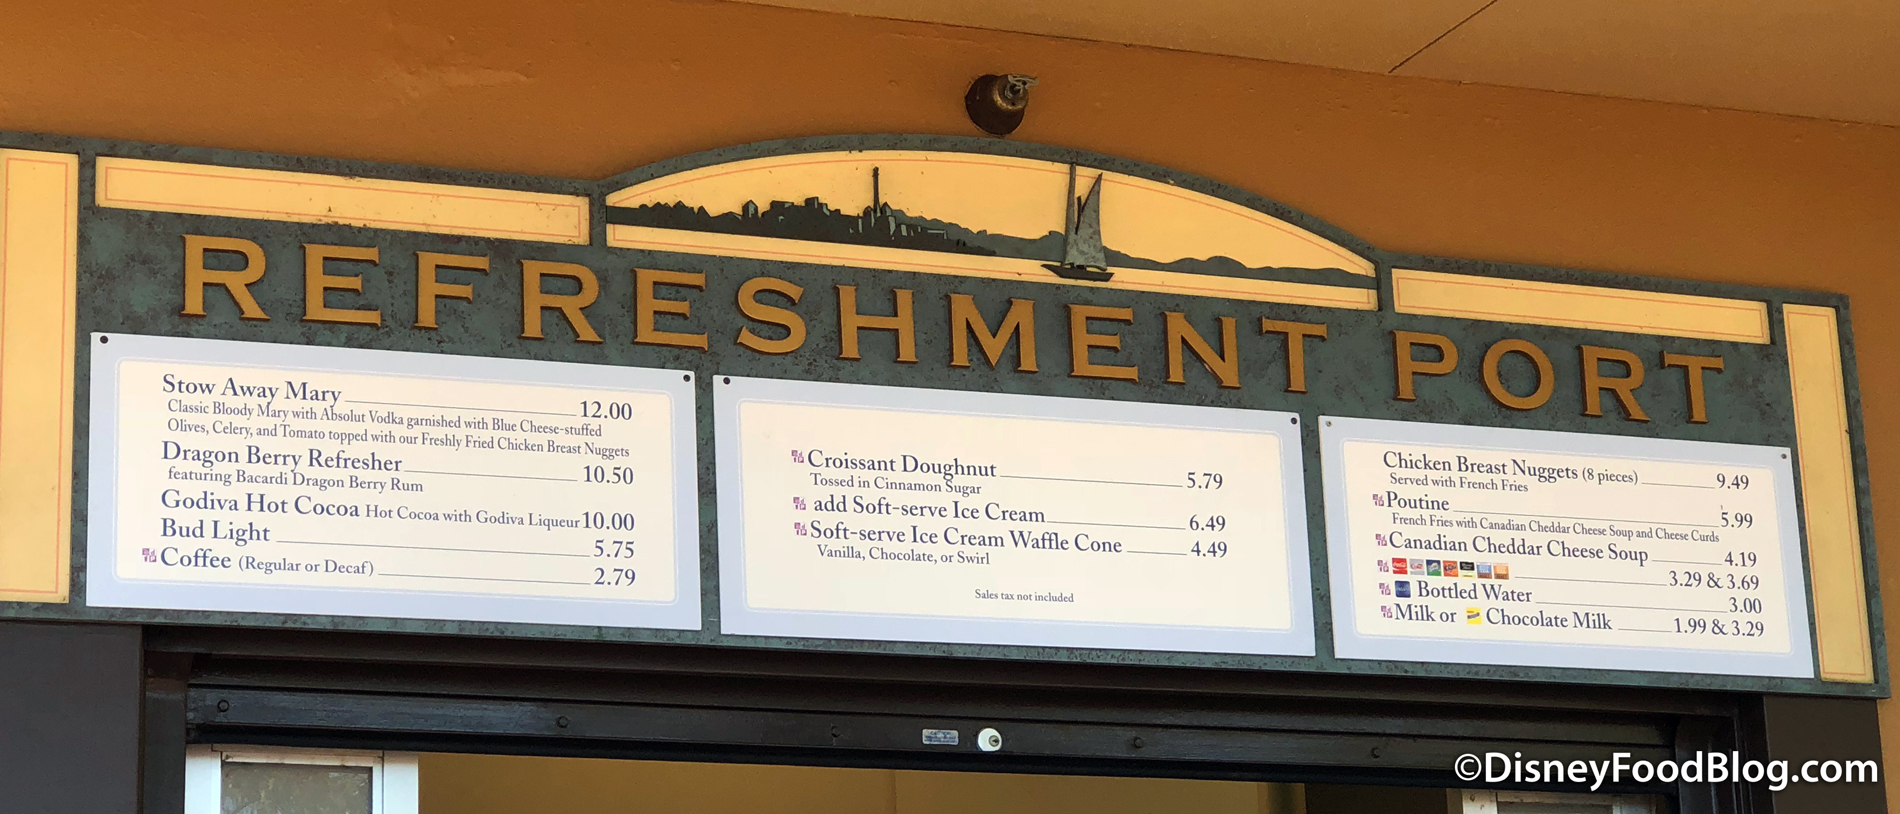 REFRESHMENT PORT
Stow Away Mary 12.00
Classic Bloody Mary with Absolut Vodka garnished with Blue Cheese-stuffed
Olives, Celery, and Tomato topped with our Freshly Fried Chicken Breast Nuggets
Dragon Berry Refresher 10.50
featuring Bacardi Dragon Berry Rum
Godiva Hot Cocoa Hot Cocoa with Godiva Liqueur 10.00
Bud Light 5.75
Coffee (Regular or Decaf) 2.79
Croissant Doughnut 5.79
Tossed in Cinnamon Sugar
add Soft-serve Ice Cream 6.49
Soft-serve Ice Cream Waffle Cone 4.49
Vanilla, Chocolate, or Swirl
Sales tax not included
Chicken Breast Nuggets (8 pieces) 9.49
Served with French Fries
Poutine 5.99
French Fries with Canadian Cheddar Cheese Soup and Cheese Curds
Canadian Cheddar Cheese Soup 4.19
3.29 & 3.69
Bottled Water 3.00
Milk or Chocolate Milk 1.99 & 3.29
©DisneyFoodBlog.com